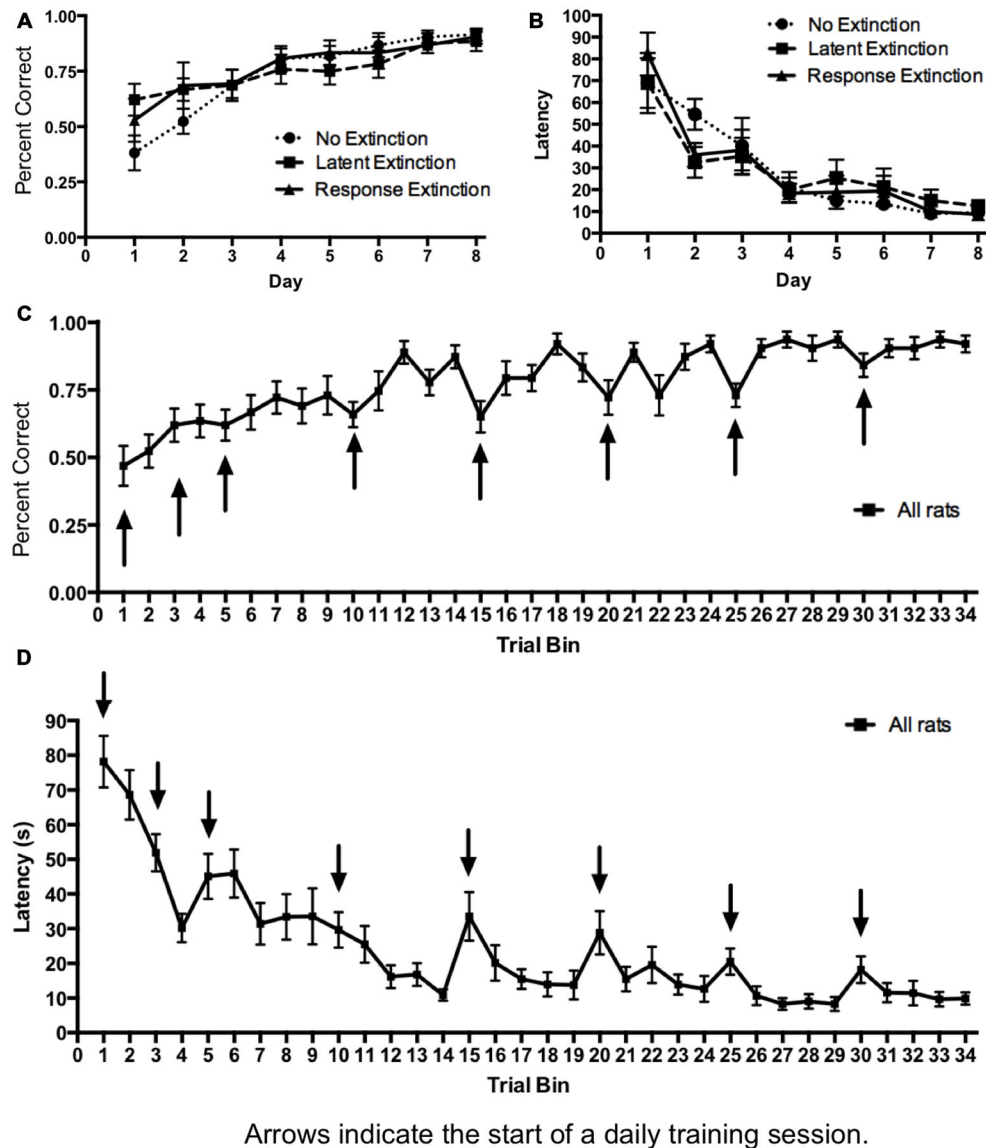 A
Percent Correct
1.00
0.75
0.50
0.25
0.00
No Extinction
Latent Extinction
Response Extinction
0 1 2 3 4 5 6 7 8
Day
B
Latency
100
90
80
70
60
50
40
30
20
10
0
No Extinction
Latent Extinction
Response Extinction
0 1 2 3 4 5 6 7 8
Day
C
Percent Correct
1.00
0.75
0.50
0.25
0.00
All rats
0 1 2 3 4 5 6 7 8 9 10 11 12 13 14 15 16 17 18 19 20 21 22 23 24 25 26 27 28 29 30 31 32 33 34
Trial Bin
D
Latency (s)
90
80
70
60
50
40
30
20
10
0
All rats
0 1 2 3 4 5 6 7 8 9 10 11 12 13 14 15 16 17 18 19 20 21 22 23 24 25 26 27 28 29 30 31 32 33 34
Trial Bin
Arrows indicate the start of a daily training session.